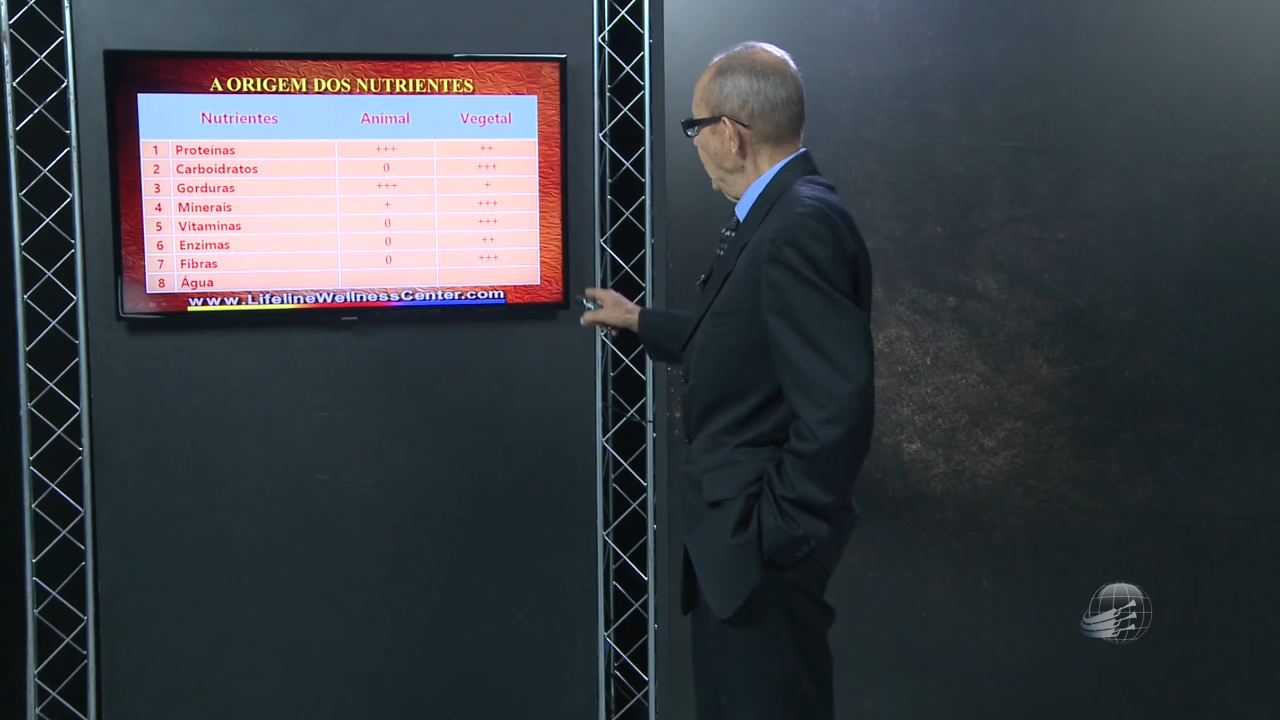 A ORIGEM DOS NUTRIENTES
Nutrientes Animal Vegetal
1 Proteínas +++ ++
2 Carboidratos 0 +++
3 Gorduras +++ +
4 Minerais + +++
5 Vitaminas 0 +++
6 Enzimas 0 ++
7 Fibras 0 +++
8 Água
www.LifelineWellnessCenter.com